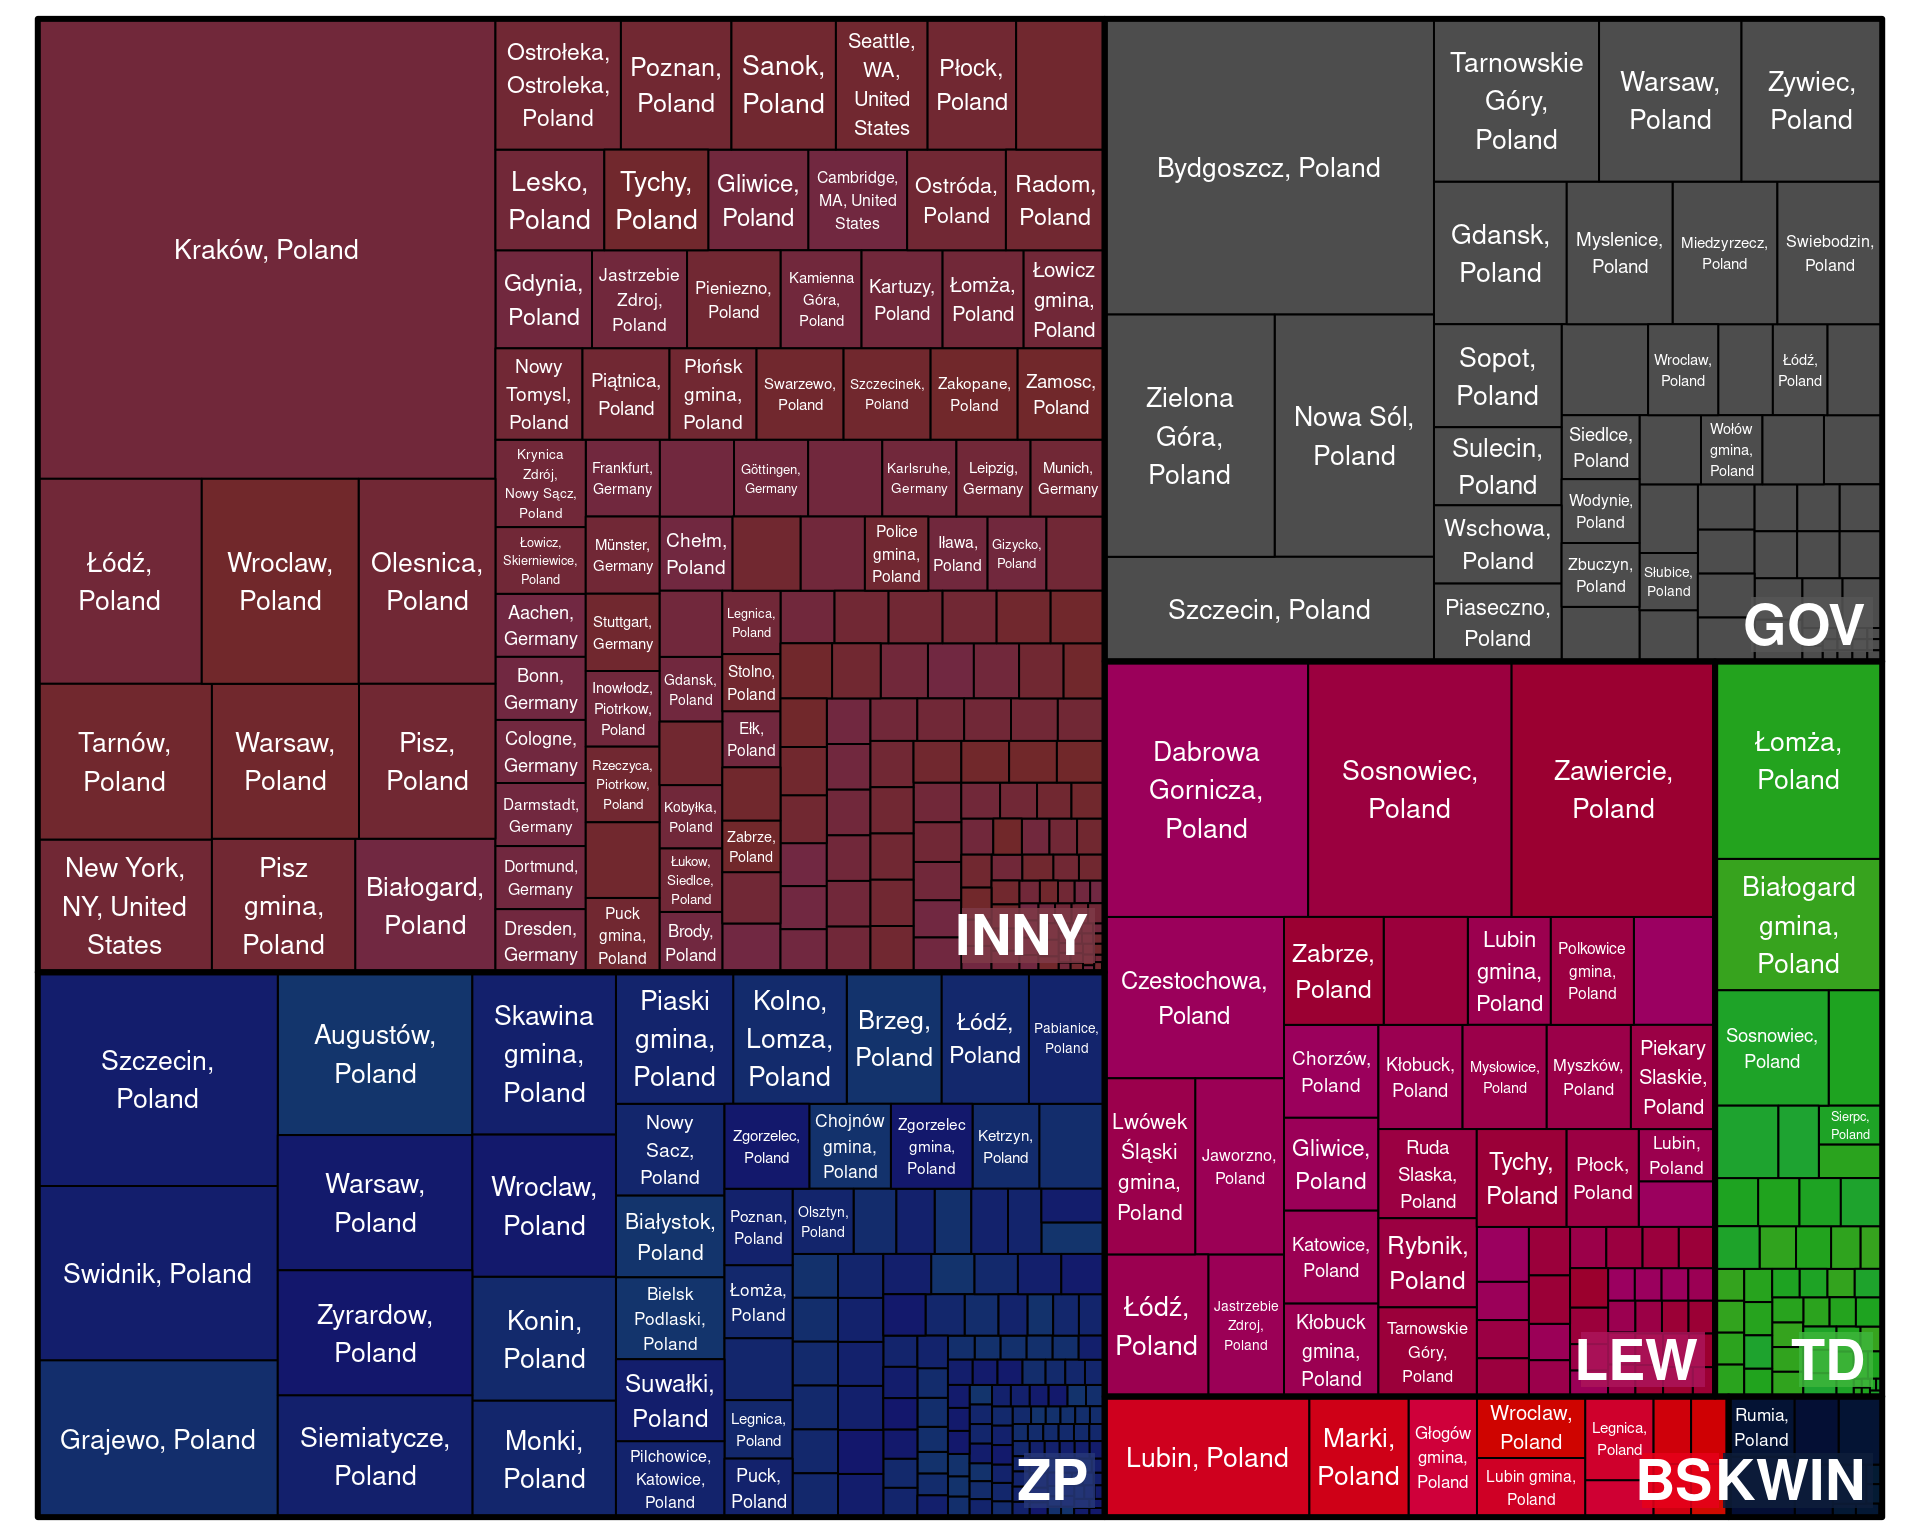 Kraków, Poland
Łódź,
Poland
Wroclaw,
Poland
Olesnica,
Poland
Tarnów,
Poland
Warsaw,
Poland
Pisz,
Poland
New York,
NY, United
States
Pisz
gmina,
Poland
Białogard,
Poland
Ostrołeka,
Ostroleka,
Poland
Poznan,
Poland
Sanok,
Poland
Seattle,
WA,
United
States
Płock,
Poland
Lesko,
Poland
Tychy,
Poland
Gliwice,
Poland
Cambridge,
MA, United
States
Ostróda,
Poland
Radom,
Poland
Gdynia,
Poland
Jastrzebie
Zdroj,
Poland
Pieniezno,
Poland
Kamienna
Góra,
Poland
Kartuzy,
Poland
Łomża,
Poland
Łowicz
gmina,
Poland
Nowy
Tomysl,
Poland
Piątnica,
Poland
Płońsk
gmina,
Poland
Swarzewo,
Poland
Szczecinek,
Poland
Zakopane,
Poland
Zamosc,
Poland
Krynica
Zdrój,
Nowy Sącz,
Poland
Frankfurt,
Germany
Göttingen,
Germany
Karlsruhe,
Germany
Leipzig,
Germany
Munich,
Germany
Łowicz,
Skierniewice,
Poland
Münster,
Germany
Chełm,
Poland
Police
gmina,
Poland
Iława,
Poland
Gizycko,
Poland
Aachen,
Germany
Stuttgart,
Germany
Legnica,
Poland
Bonn,
Germany
Inowłodz,
Piotrkow,
Poland
Gdansk,
Poland
Stolno,
Poland
Cologne,
Germany
Ełk,
Poland
Rzeczyca,
Piotrkow,
Poland
Darmstadt,
Germany
Kobyłka,
Poland
Zabrze,
Poland
Dortmund,
Germany
Łukow,
Siedlce,
Poland
Dresden,
Germany
Puck
gmina,
Poland
Brody,
Poland
INNY
Bydgoszcz, Poland
Tarnowskie
Góry,
Poland
Warsaw,
Poland
Zywiec,
Poland
Gdansk,
Poland
Myslenice,
Poland
Miedzyrzecz,
Poland
Swiebodzin,
Poland
Zielona
Góra,
Poland
Nowa Sól,
Poland
Szczecin, Poland
Sopot,
Poland
Wroclaw,
Poland
Łódź,
Poland
Sulecin,
Poland
Siedlce,
Poland
Wołów
gmina,
Poland
Wschowa,
Poland
Wodynie,
Poland
Zbuczyn,
Poland
Słubice,
Poland
Piaseczno,
Poland
GOV
Dabrowa
Gornicza,
Poland
Sosnowiec,
Poland
Zawiercie,
Poland
Czestochowa,
Poland
Zabrze,
Poland
Lubin
gmina,
Poland
Polkowice
gmina,
Poland
Chorzów,
Poland
Kłobuck,
Poland
Mysłowice,
Poland
Myszków,
Poland
Piekary
Slaskie,
Poland
Lwówek
Śląski
gmina,
Poland
Jaworzno,
Poland
Gliwice,
Poland
Ruda
Slaska,
Poland
Tychy,
Poland
Płock,
Poland
Lubin,
Poland
Katowice,
Poland
Rybnik,
Poland
Łódź,
Poland
Jastrzebie
Zdroj,
Poland
Kłobuck
gmina,
Poland
Tarnowskie
Góry,
Poland
LEW
Łomża,
Poland
Białogard
gmina,
Poland
Sosnowiec,
Poland
Sierpc,
Poland
TD
Szczecin,
Poland
Augustów,
Poland
Skawina
gmina,
Poland
Piaski
gmina,
Poland
Kolno,
Lomza,
Poland
Brzeg,
Poland
Łódź,
Poland
Pabianice,
Poland
Swidnik, Poland
Warsaw,
Poland
Wroclaw,
Poland
Nowy
Sacz,
Poland
Zgorzelec,
Poland
Chojnów
gmina,
Poland
Zgorzelec
gmina,
Poland
Ketrzyn,
Poland
Białystok,
Poland
Poznan,
Poland
Olsztyn,
Poland
Zyrardow,
Poland
Konin,
Poland
Bielsk
Podlaski,
Poland
Łomża,
Poland
Grajewo, Poland
Siemiatycze,
Poland
Monki,
Poland
Suwałki,
Poland
Legnica,
Poland
Pilchowice,
Katowice,
Poland
Puck,
Poland
ZP
Lubin, Poland
Marki,
Poland
Głogów
gmina,
Poland
Wroclaw,
Poland
Lubin gmina,
Poland
Legnica,
Poland
BS
Rumia,
Poland
KWIN